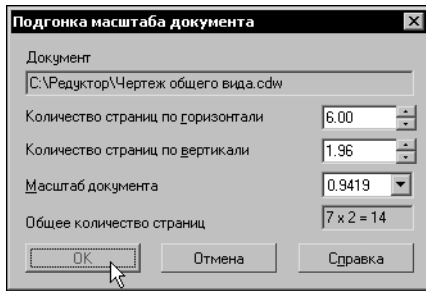 Подгонка масштаба документа
Документ
C:\Редуктор\Чертеж общего вида.cdw
Количество страниц по горизонтали 6.00
Количество страниц по вертикали 1.96
Масштаб документа 0.9419
Общее количество страниц 7 x 2 = 14
OK Отмена Справка